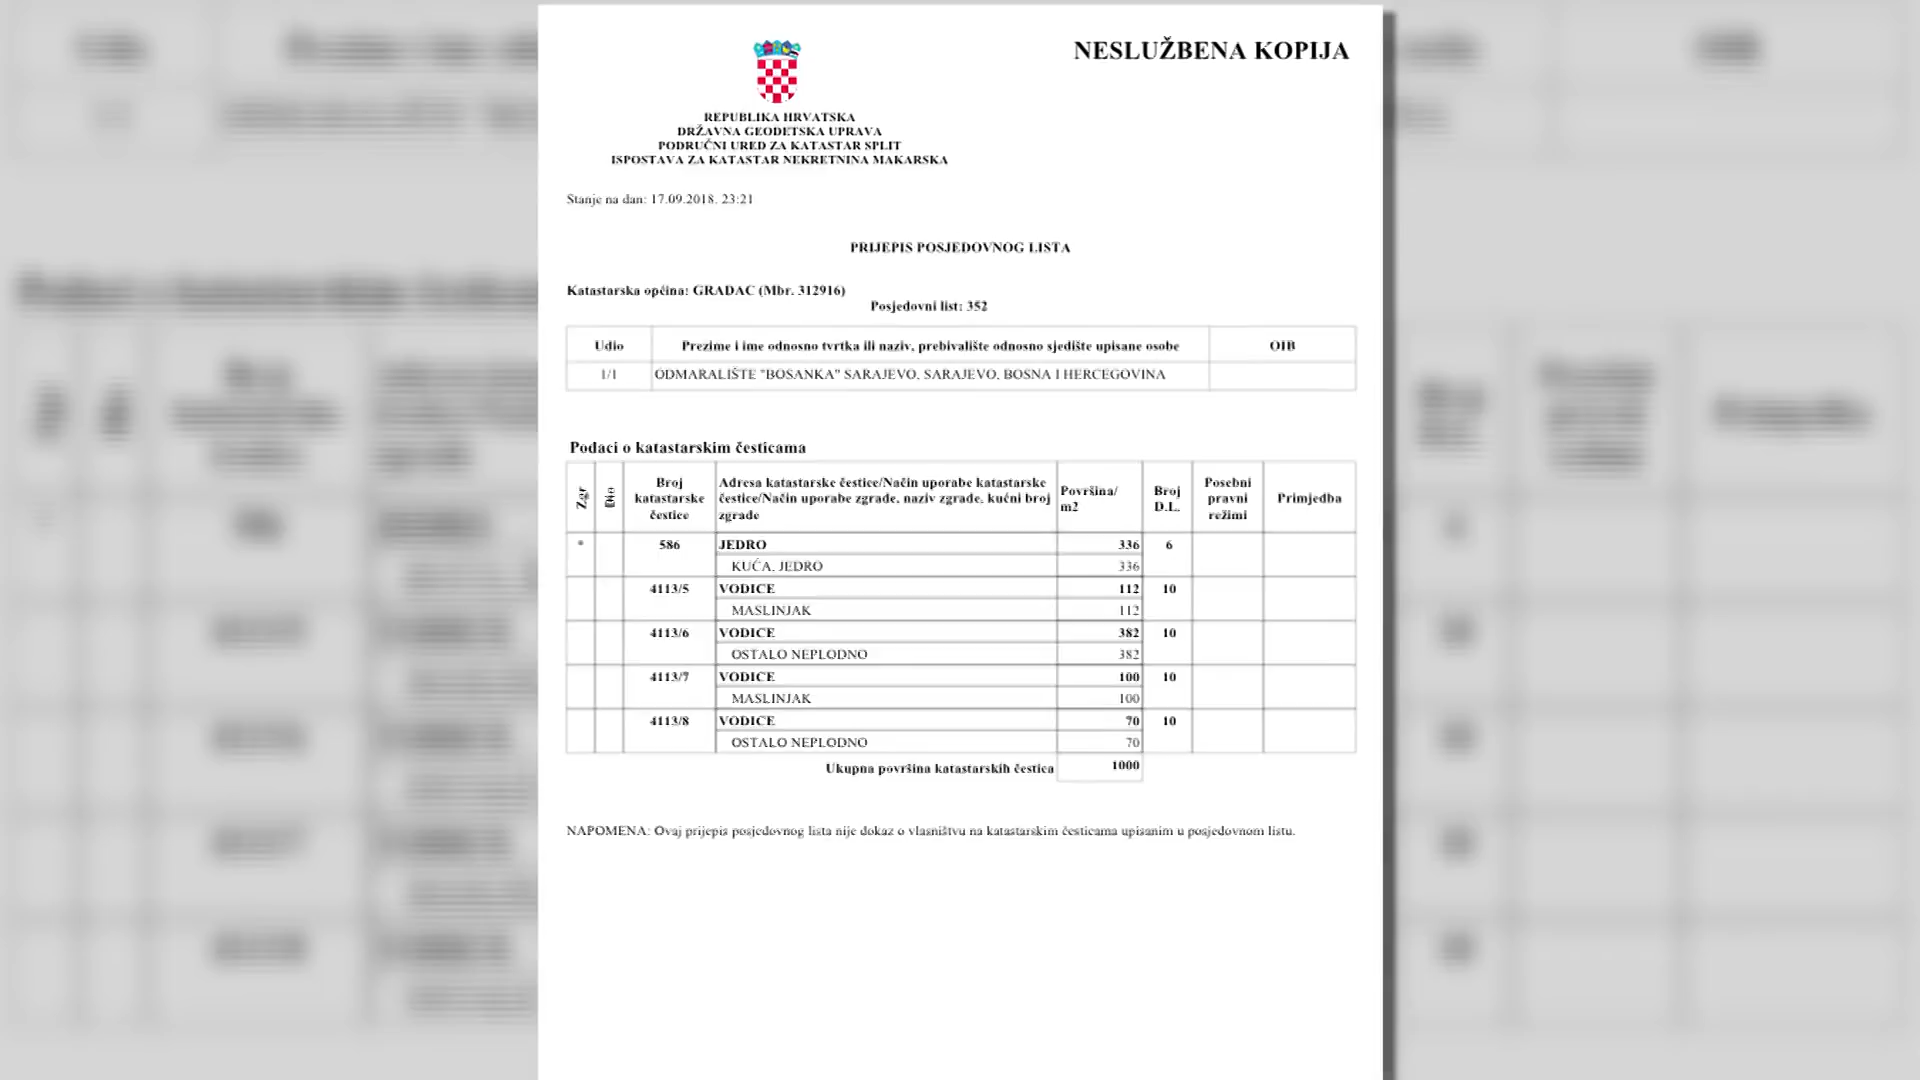 NESLUŽBENA KOPIJA
REPUBLIKA HRVATSKA
DRŽAVNA GEODETSKA UPRAVA
PODRUČNI URED ZA KATASTAR SPLIT
ISPOSTAVA ZA KATASTAR NEKRETNINA MAKARSKA
Stanje na dan: 17.09.2018. 23:21
PRIJEPIS POSJEDOVNOG LISTA
Katastarska općina: GRADAC (Mbr. 312916)
Posjedovni list: 352
Udio Prezime i ime odnosno tvrtka ili naziv, prebivalište odnosno sjedište upisane osobe OIB
1/1 ODMARALIŠTE "BOSANKA" SARAJEVO, SARAJEVO, BOSNA I HERCEGOVINA
Podaci o katastarskim česticama
Zgr Dio Broj katastarske čestice Adresa katastarske čestice/Način uporabe katastarske čestice/Način uporabe zgrade, naziv zgrade, kućni broj zgrade Površina/ m2 Broj D.L. Posebni pravni režimi Primjedba
* 586 JEDRO 336 6
KUĆA, JEDRO 336
4113/5 VODICE 112 10
MASLINJAK 112
4113/6 VODICE 382 10
OSTALO NEPLODNO 382
4113/7 VODICE 100 10
MASLINJAK 100
4113/8 VODICE 70 10
OSTALO NEPLODNO 70
Ukupna površina katastarskih čestica 1000
NAPOMENA: Ovaj prijepis posjedovnog lista nije dokaz o vlasništvu na katastarskim česticama upisanim u posjedovnom listu.